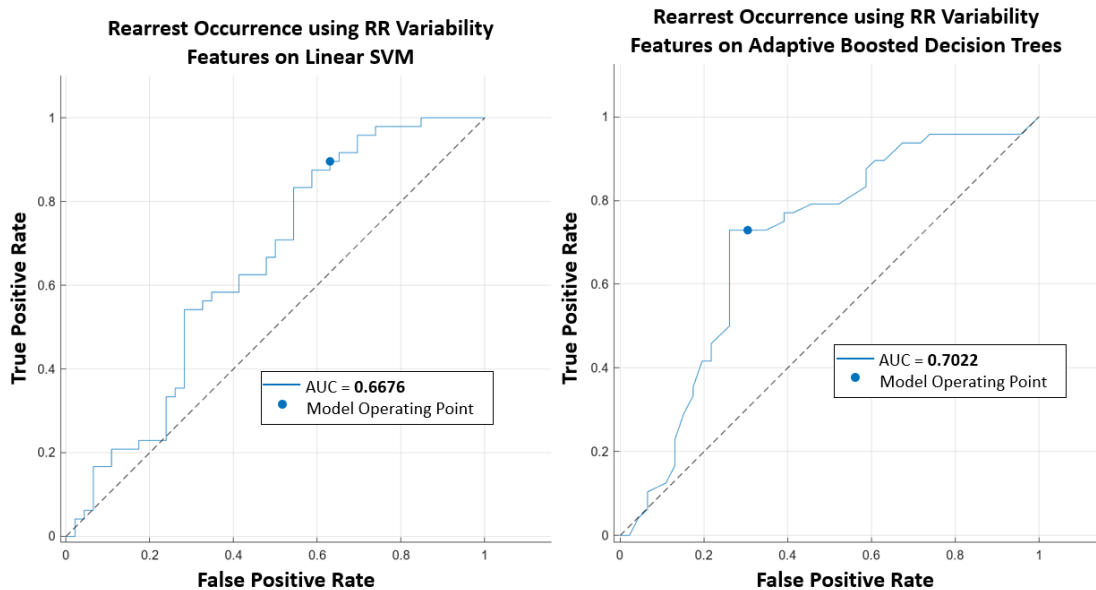 Rearrest Occurrence using RR Variability
Features on Linear SVM
True Positive Rate
1
0.8
0.6
0.4
0.2
0
AUC = 0.6676
Model Operating Point
0
0.2
0.4
0.6
0.8
1
False Positive Rate
Rearrest Occurrence using RR Variability
Features on Adaptive Boosted Decision Trees
True Positive Rate
1
0.8
0.6
0.4
0.2
0
AUC = 0.7022
Model Operating Point
0
0.2
0.4
0.6
0.8
1
False Positive Rate